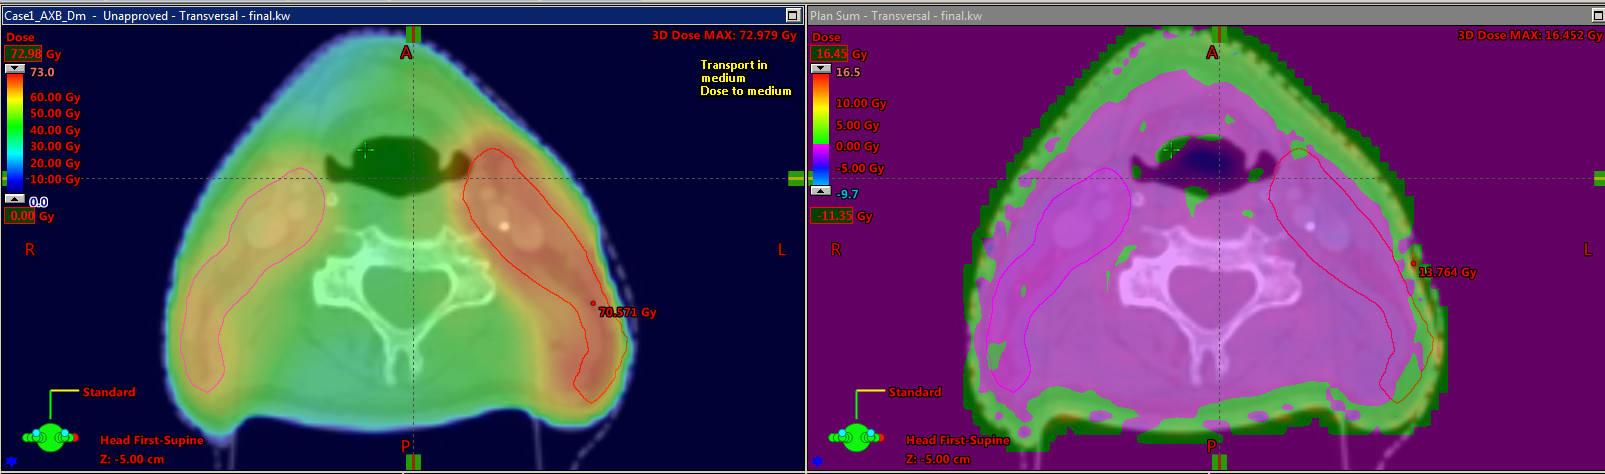 Case1_AXB_Dm - Unapproved - Transversal - final.kw
Dose
72.98 Gy
73.0
60.00 Gy
50.00 Gy
40.00 Gy
30.00 Gy
20.00 Gy
10.00 Gy
0.0
0.00 Gy
3D Dose MAX: 72.979 Gy
Transport in
medium
Dose to medium
A
R
L
70.571 Gy
Standard
Head First-Supine
Z: -5.00 cm
P
Plan Sum - Transversal - final.kw
Dose
16.45 Gy
16.5
10.00 Gy
5.00 Gy
0.00 Gy
-5.00 Gy
-9.7
-11.35 Gy
3D Dose MAX: 16.452 Gy
A
R
L
13.764 Gy
Standard
Head First-Supine
Z: -5.00 cm
P